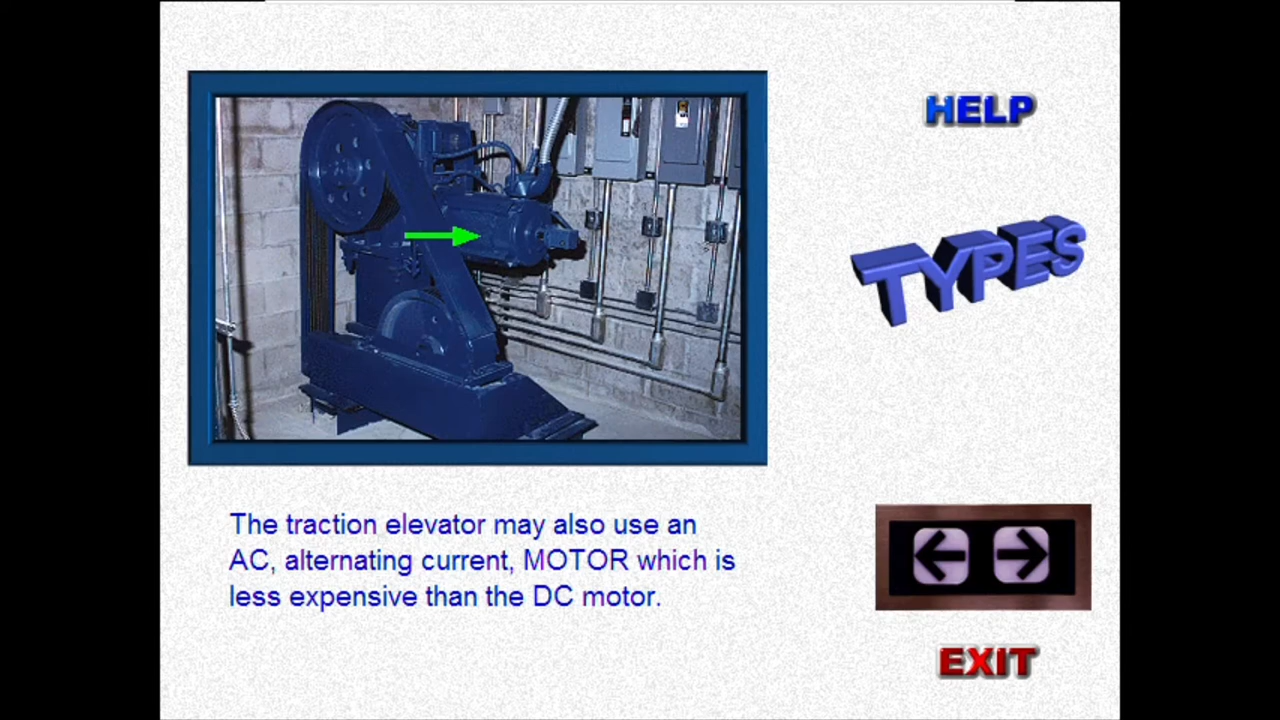 HELP
TYPES
The traction elevator may also use an
AC, alternating current, MOTOR which is
less expensive than the DC motor.
EXIT